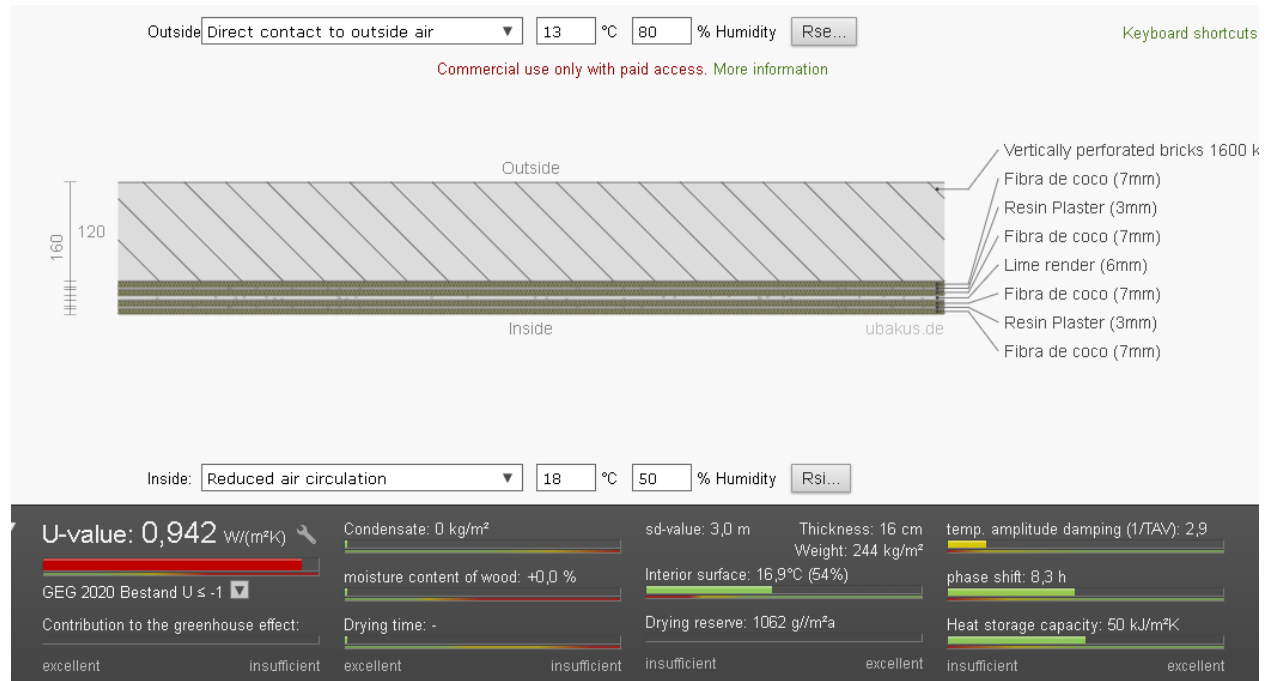 Outside Direct contact to outside air ▼ 13 °C 80 % Humidity Rse...
Keyboard shortcuts
Commercial use only with paid access. More information
Outside
160
120
Vertically perforated bricks 1600 k
Fibra de coco (7mm)
Resin Plaster (3mm)
Fibra de coco (7mm)
Lime render (6mm)
Fibra de coco (7mm)
Resin Plaster (3mm)
Fibra de coco (7mm)
Inside
ubakus.de
Inside: Reduced air circulation ▼ 18 °C 50 % Humidity Rsi...
U-value: 0,942 W/(m²K)
GEG 2020 Bestand U ≤ -1 ▼
Contribution to the greenhouse effect:
excellent insufficient
Condensate: 0 kg/m²
moisture content of wood: +0,0 %
Drying time: -
excellent insufficient
sd-value: 3,0 m Thickness: 16 cm
Weight: 244 kg/m²
Interior surface: 16,9°C (54%)
Drying reserve: 1062 g//m²a
insufficient excellent
temp. amplitude damping (1/TAV): 2,9
phase shift: 8,3 h
Heat storage capacity: 50 kJ/m²K
insufficient excellent